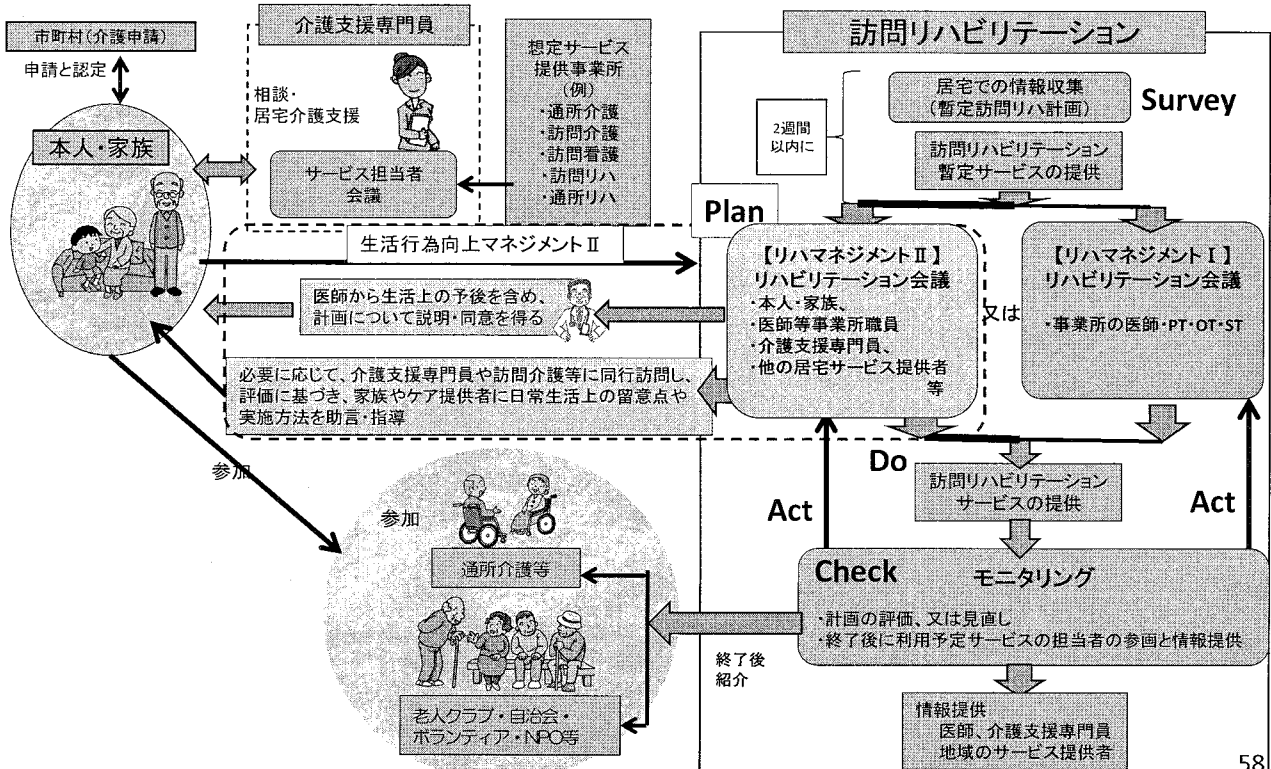 市町村(介護申請)
申請と認定
本人・家族
介護支援専門員
相談・
居宅介護支援
サービス担当者
会議
想定サービス
提供事業所
(例)
・通所介護
・訪問介護
・訪問看護
・訪問リハ
・通所リハ
訪問リハビリテーション
2週間
以内に
居宅での情報収集
(暫定訪問リハ計画)
Survey
訪問リハビリテーション
暫定サービスの提供
Plan
生活行為向上マネジメントⅡ
医師から生活上の予後を含め、
計画について説明・同意を得る
必要に応じて、介護支援専門員や訪問介護等に同行訪問し、
評価に基づき、家族やケア提供者に日常生活上の留意点や
実施方法を助言・指導
【リハマネジメントⅡ】
リハビリテーション会議
・本人・家族、
・医師等事業所職員
・介護支援専門員、
・他の居宅サービス提供者
等
又は
【リハマネジメントⅠ】
リハビリテーション会議
・事業所の医師・PT・OT・ST
Do
訪問リハビリテーション
サービスの提供
Act
Act
Check
モニタリング
・計画の評価、又は見直し
・終了後に利用予定サービスの担当者の参画と情報提供
参加
参加
通所介護等
老人クラブ・自治会・
ボランティア・NPO等
終了後
紹介
情報提供
医師、介護支援専門員
地域のサービス提供者
58